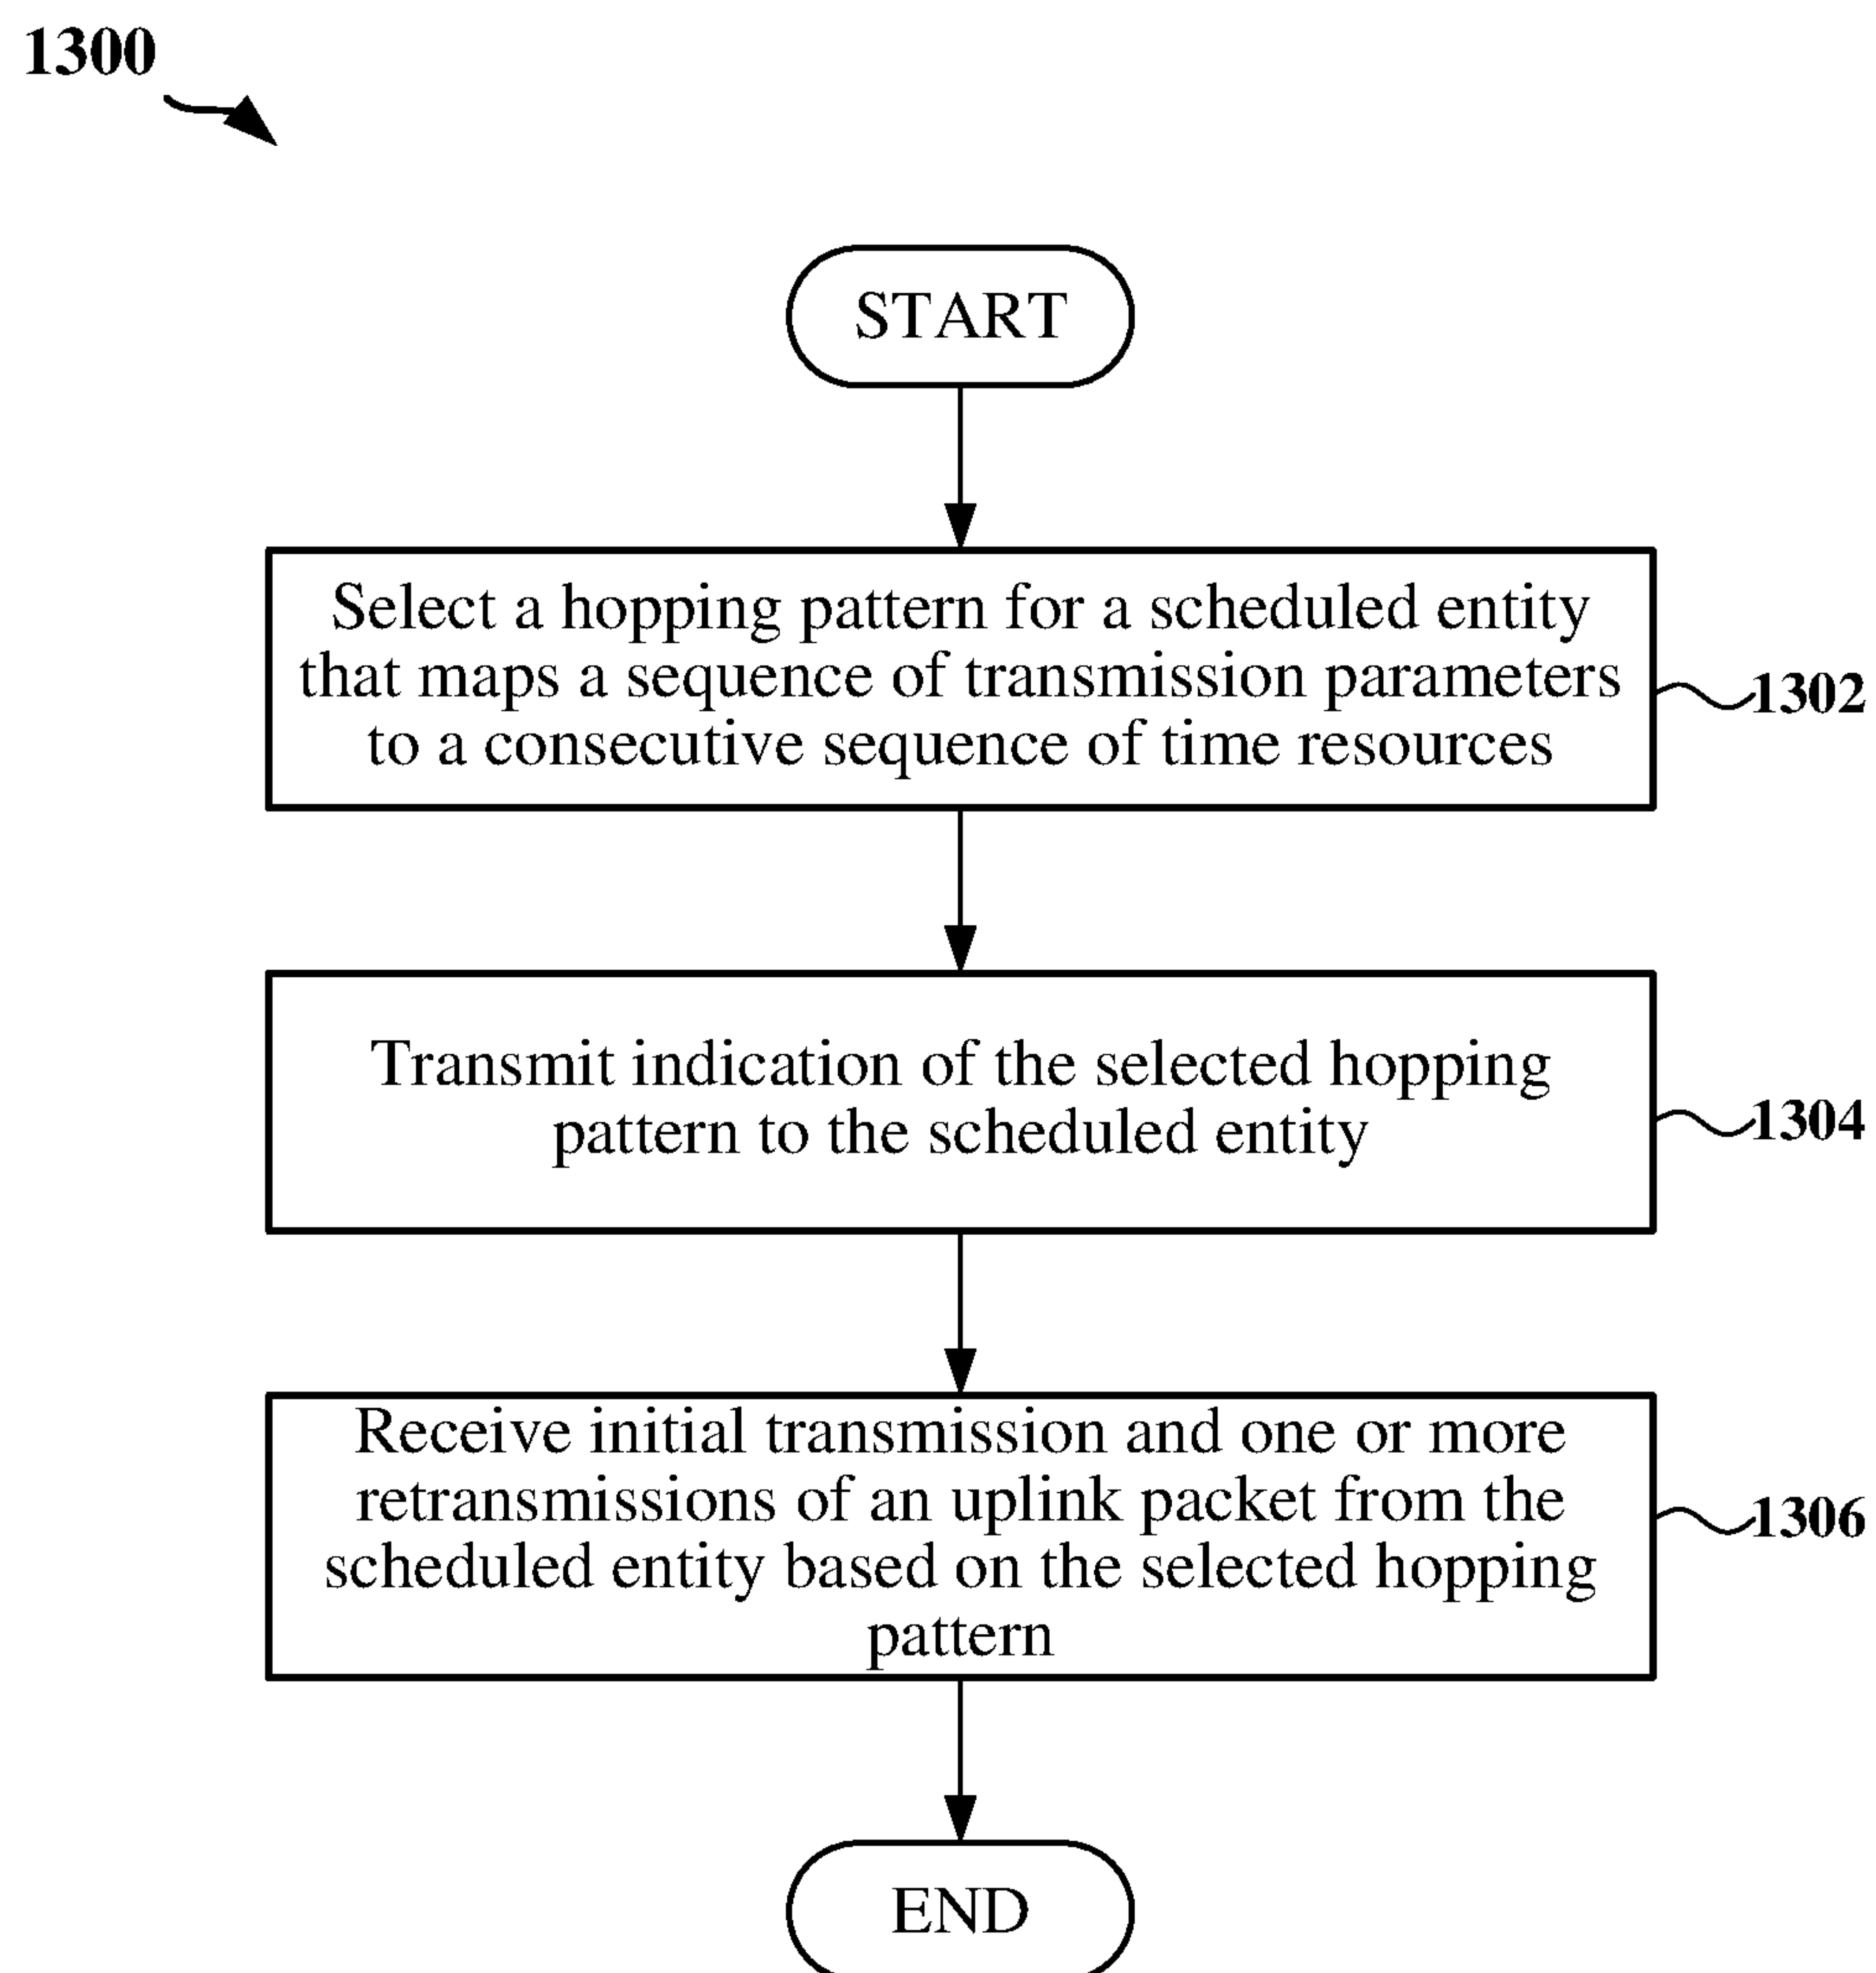 1300
START
Select a hopping pattern for a scheduled entity
that maps a sequence of transmission parameters
to a consecutive sequence of time resources
1302
Transmit indication of the selected hopping
pattern to the scheduled entity
1304
Receive initial transmission and one or more
retransmissions of an uplink packet from the
scheduled entity based on the selected hopping
pattern
1306
END